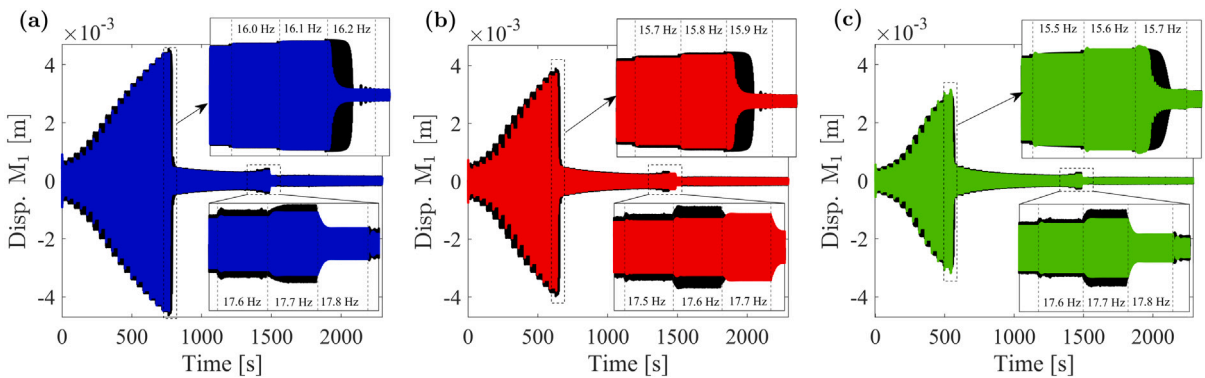 (a)
×10⁻³
16.0 Hz 16.1 Hz 16.2 Hz
4
2
0
-2
-4
Disp. M₁ [m]
17.6 Hz 17.7 Hz 17.8 Hz
0 500 1000 1500 2000
Time [s]
(b)
×10⁻³
15.7 Hz 15.8 Hz 15.9 Hz
4
2
0
-2
-4
Disp. M₁ [m]
17.5 Hz 17.6 Hz 17.7 Hz
0 500 1000 1500 2000
Time [s]
(c)
×10⁻³
15.5 Hz 15.6 Hz 15.7 Hz
4
2
0
-2
-4
Disp. M₁ [m]
17.6 Hz 17.7 Hz 17.8 Hz
0 500 1000 1500 2000
Time [s]